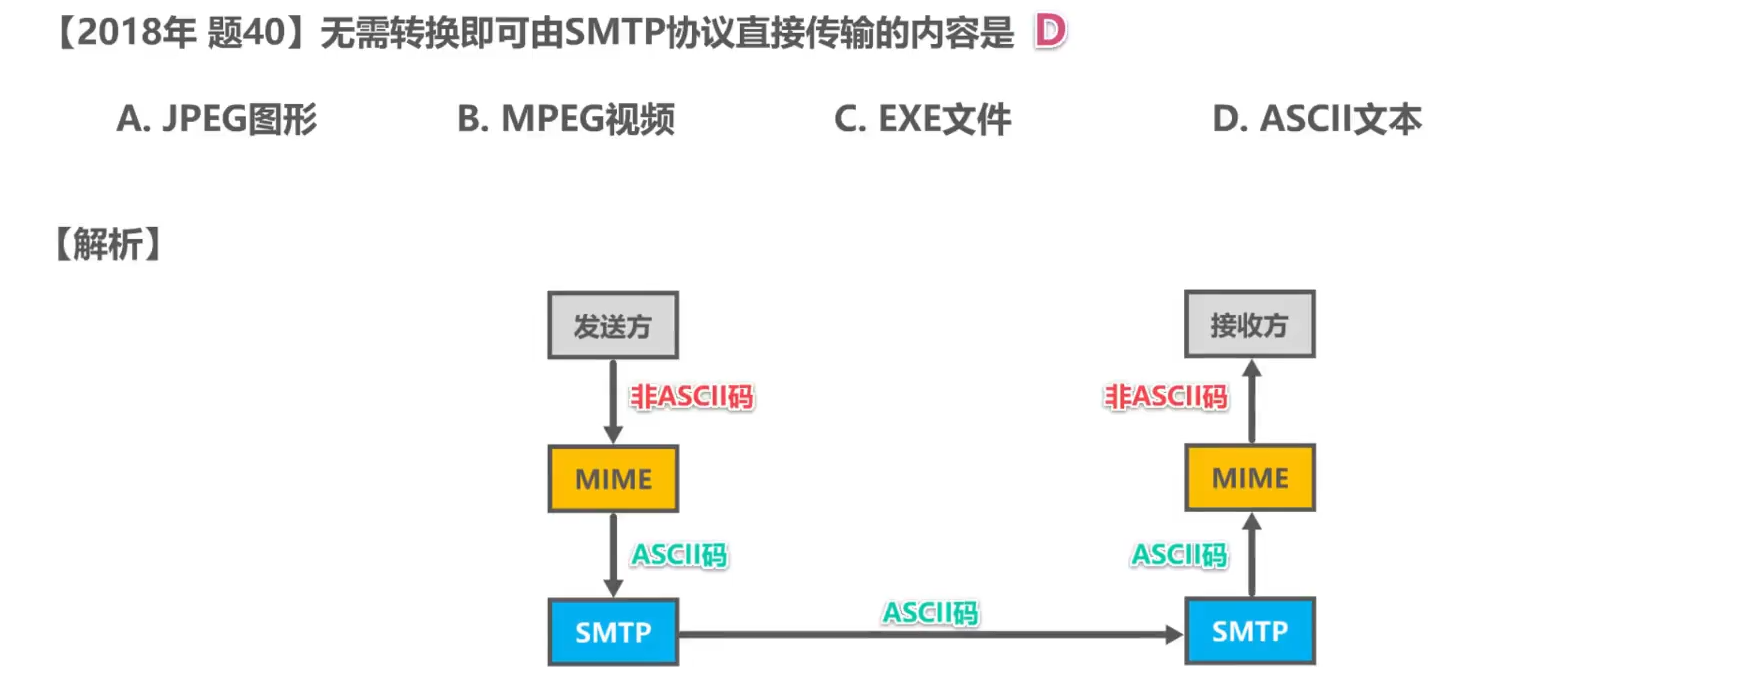 【2018年 题40】无需转换即可由SMTP协议直接传输的内容是 D
A. JPEG图形 B. MPEG视频 C. EXE文件 D. ASCII文本
【解析】
发送方 接收方
非ASCII码 非ASCII码
MIME MIME
ASCII码 ASCII码
ASCII码
SMTP SMTP